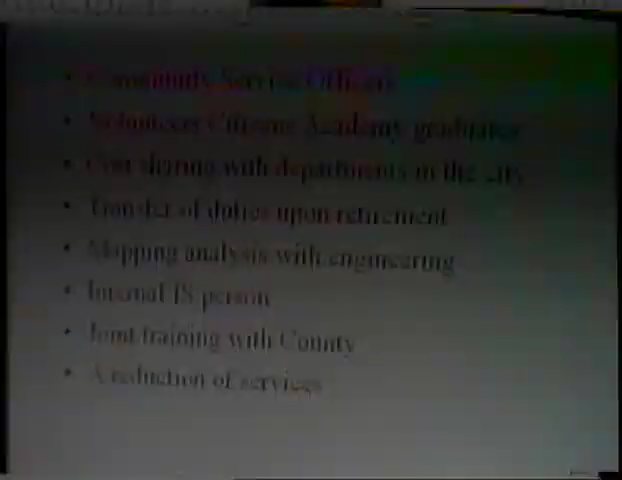 • Community Service Officers
• Volunteers Citizens Academy graduates
• Cost sharing with departments in the city
• Transfer of duties upon retirement
• Mapping analysis with engineering
• Internal IS person
• Joint training with County
• A reduction of services